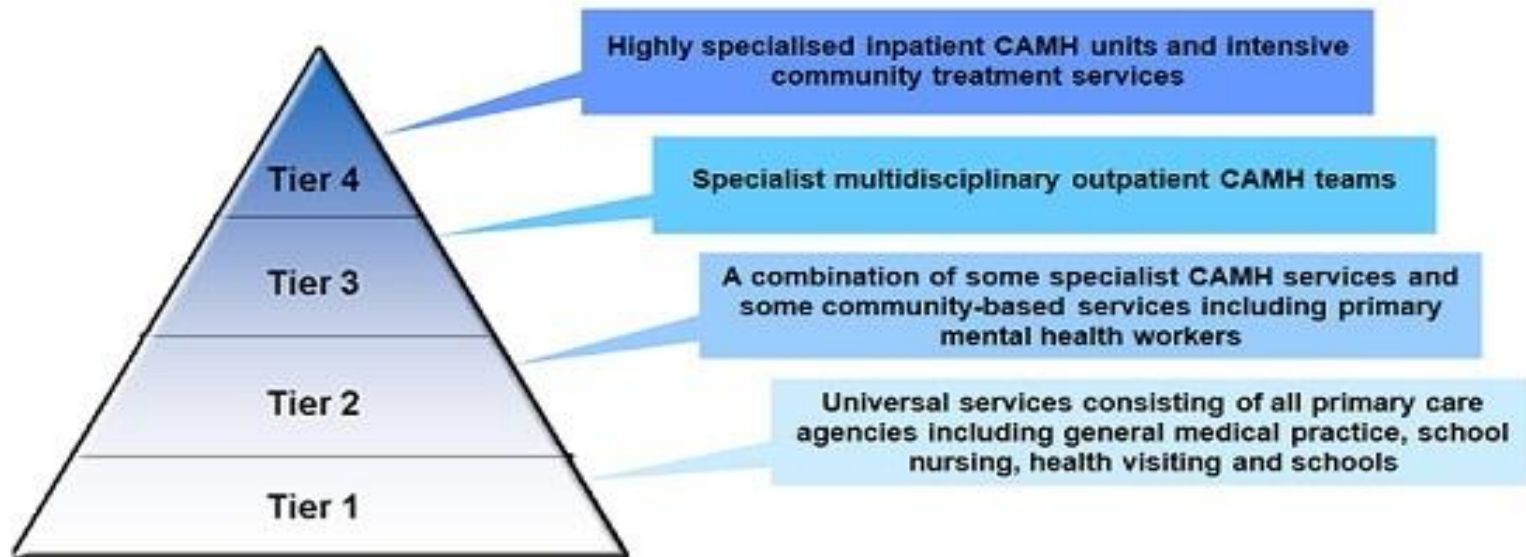 Highly specialised inpatient CAMH units and intensive
community treatment services
Tier 4
Specialist multidisciplinary outpatient CAMH teams
Tier 3
A combination of some specialist CAMH services and
some community-based services including primary
mental health workers
Tier 2
Universal services consisting of all primary care
agencies including general medical practice, school
nursing, health visiting and schools
Tier 1